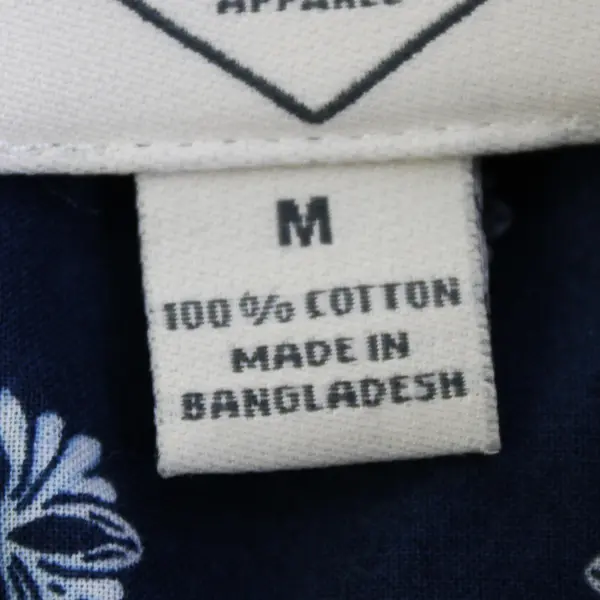 APPAREL
M
100% COTTON
MADE IN
BANGLADESH